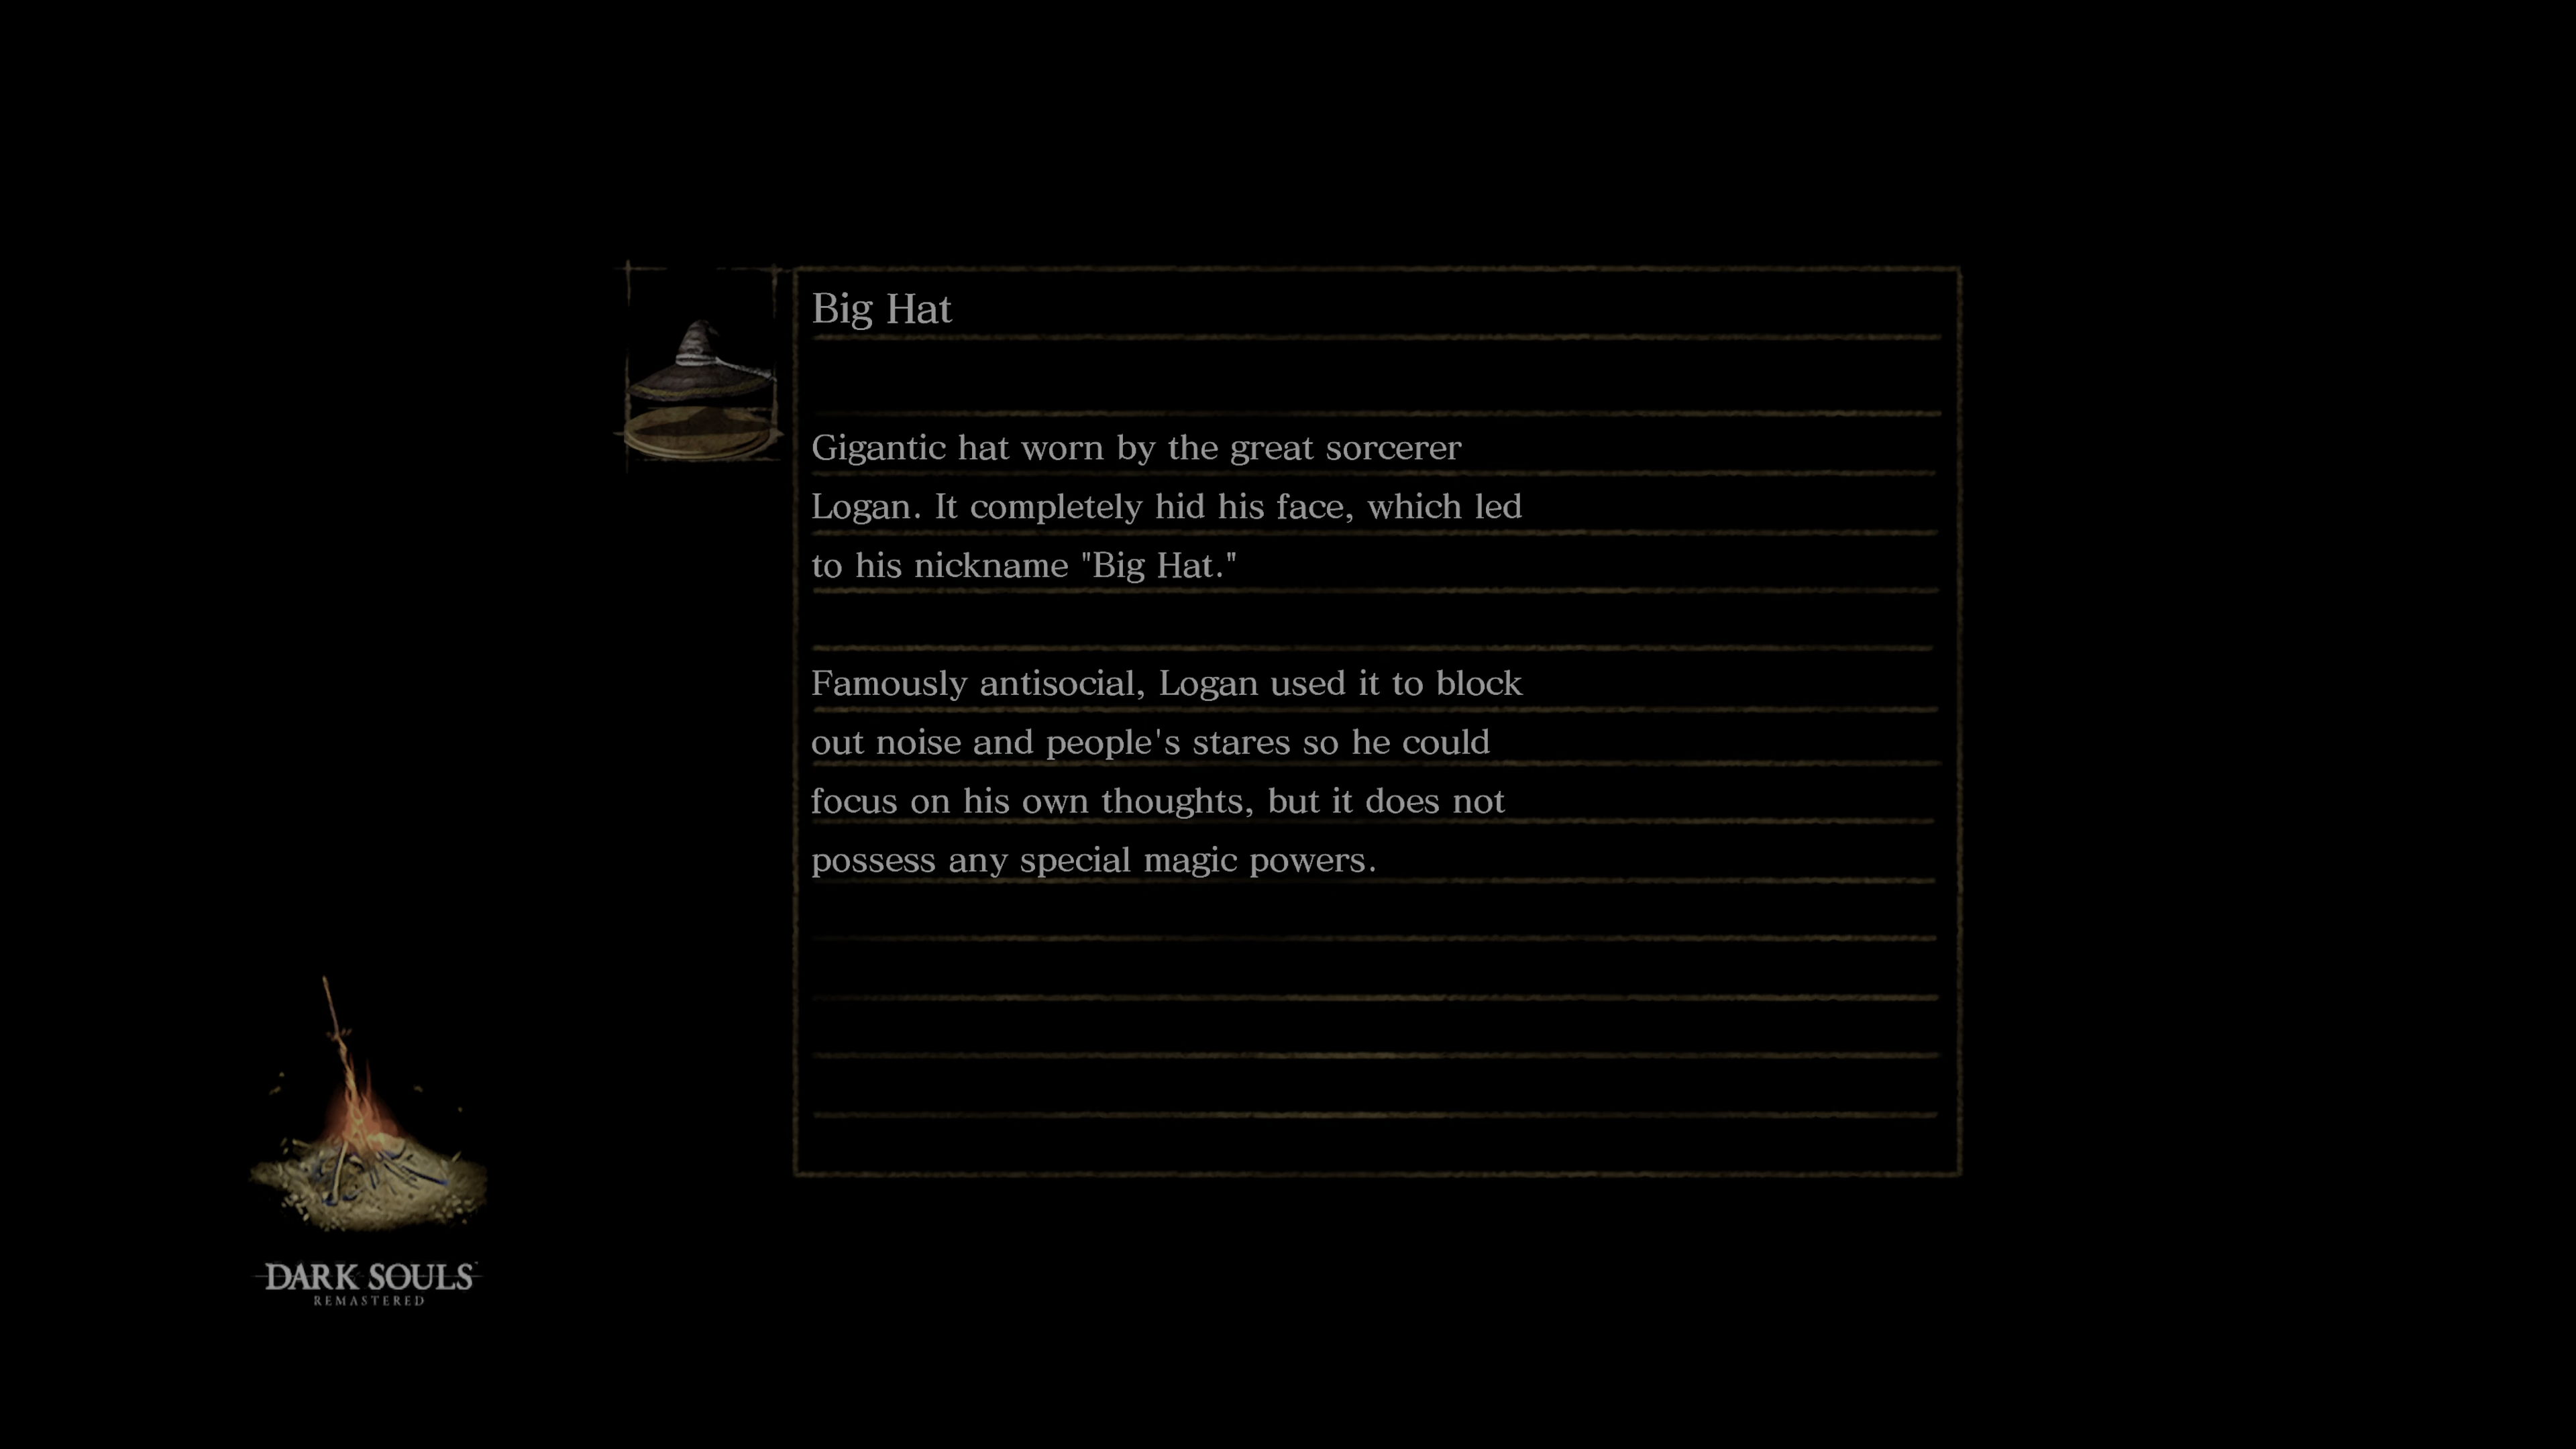 Big Hat
Gigantic hat worn by the great sorcerer
Logan. It completely hid his face, which led
to his nickname "Big Hat."
Famously antisocial, Logan used it to block
out noise and people's stares so he could
focus on his own thoughts, but it does not
possess any special magic powers.
DARK SOULS
REMASTERED